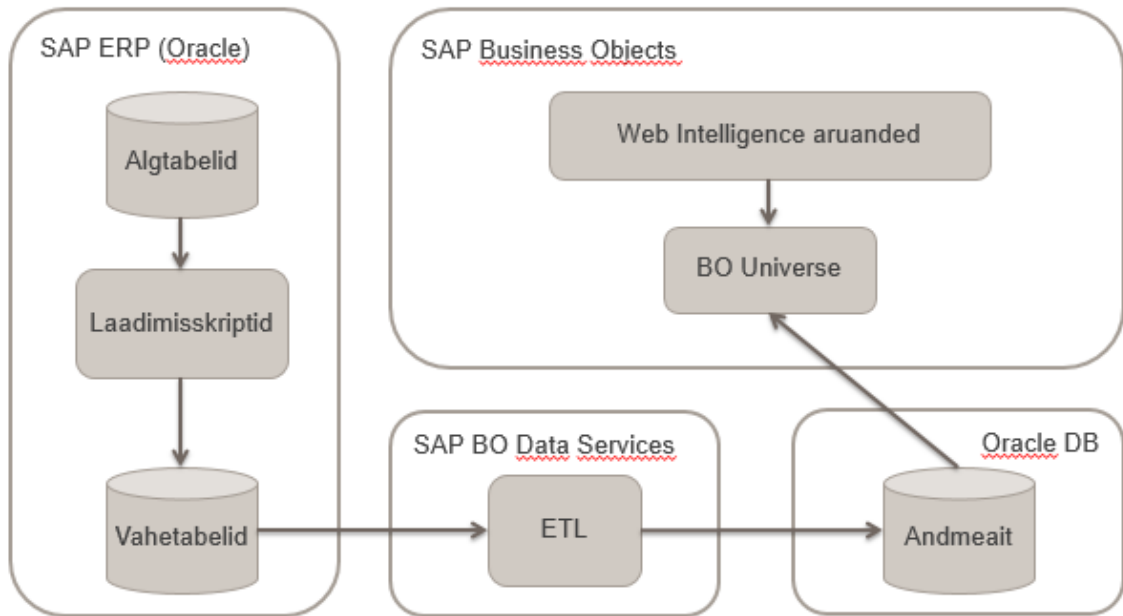 SAP ERP (Oracle)
Algtabelid
Laadimisskriptid
Vahetabelid
SAP Business Objects
Web Intelligence aruanded
BO Universe
SAP BO Data Services
ETL
Oracle DB
Andmeait